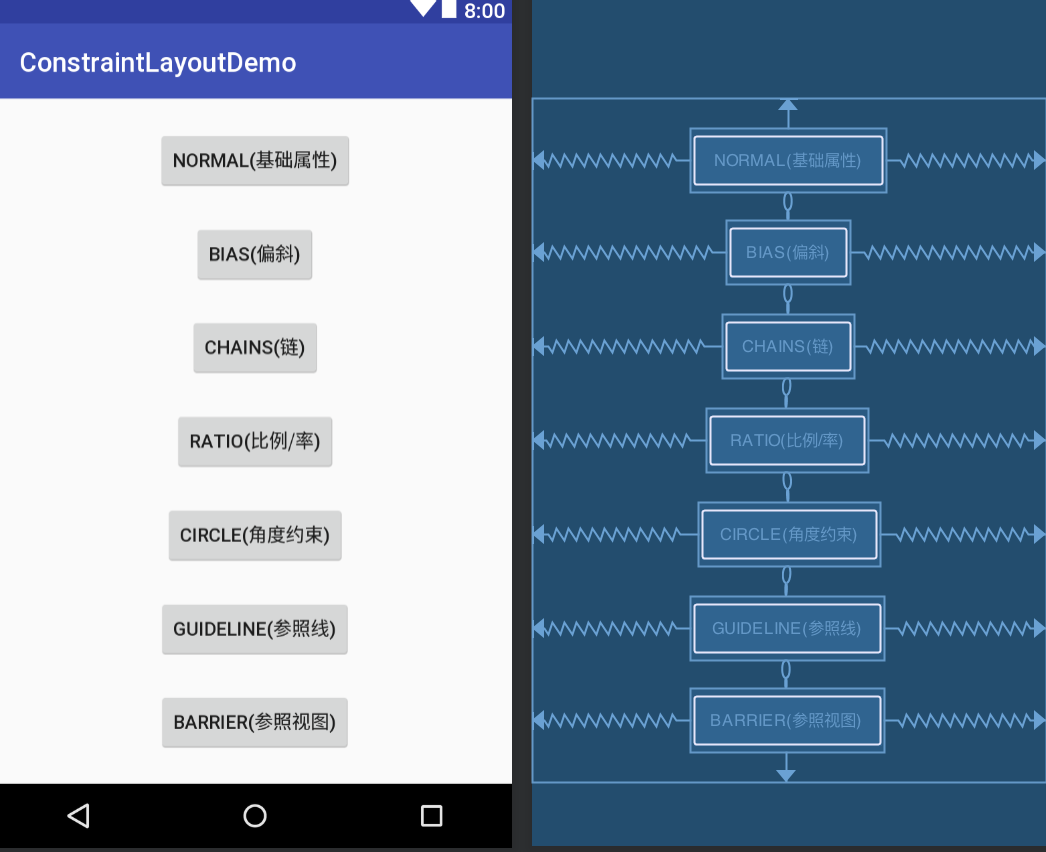 8:00
ConstraintLayoutDemo
NORMAL(基础属性)
BIAS(偏斜)
CHAINS(链)
RATIO(比例/率)
CIRCLE(角度约束)
GUIDELINE(参照线)
BARRIER(参照视图)
NORMAL(基础属性)
BIAS(偏斜)
CHAINS(链)
RATIO(比例/率)
CIRCLE(角度约束)
GUIDELINE(参照线)
BARRIER(参照视图)